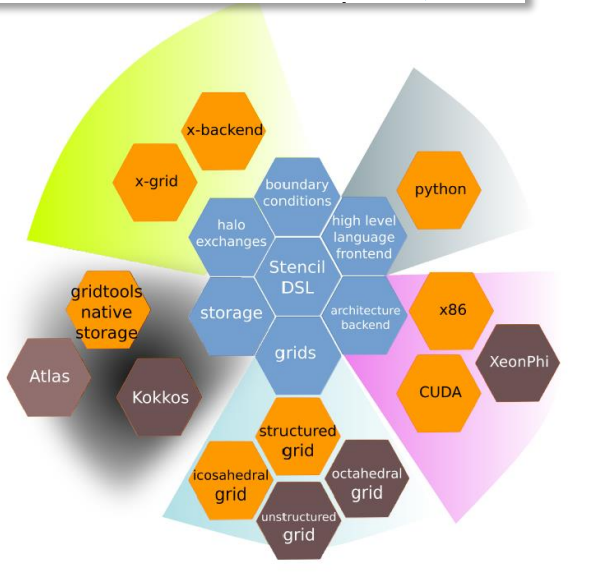 x-backend
x-grid
boundary
conditions
python
halo
exchanges
high level
language
frontend
Stencil
DSL
gridtools
native
storage
storage
architecture
backend
x86
grids
XeonPhi
Atlas
Kokkos
CUDA
structured
grid
icosahedral
grid
octahedral
grid
unstructured
grid